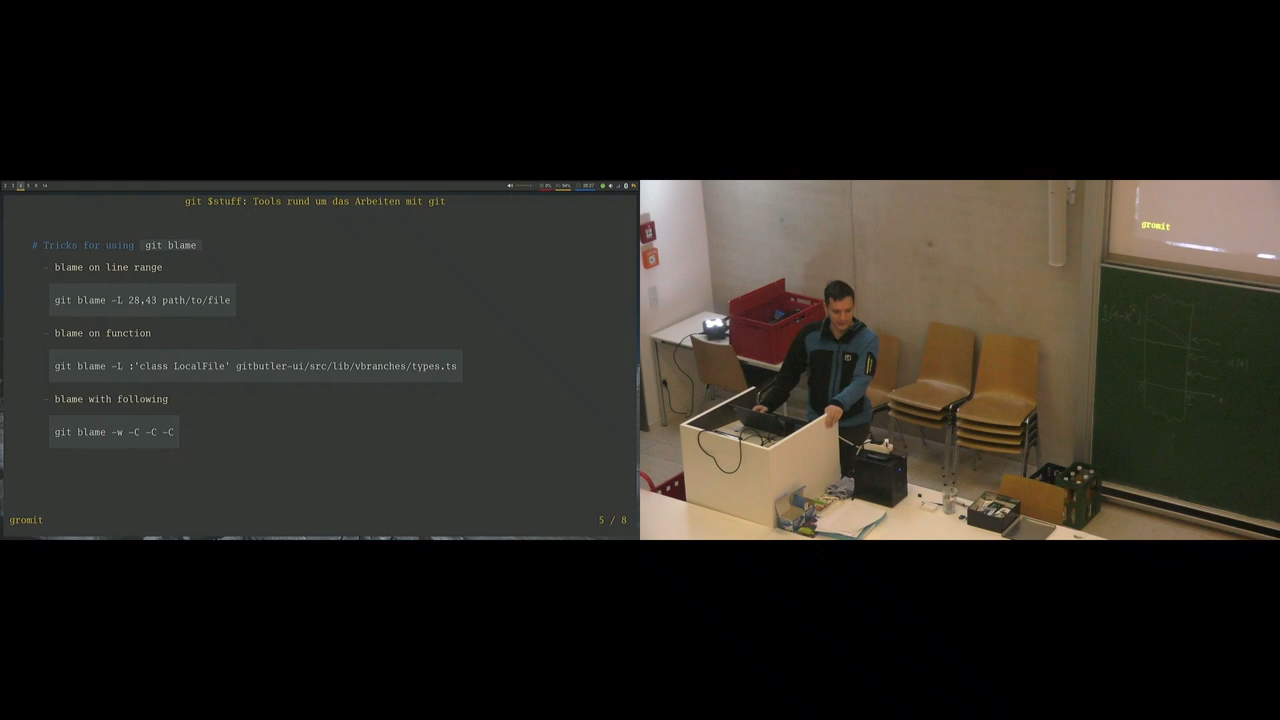 git $stuff: Tools rund um das Arbeiten mit git
# Tricks for using git blame
- blame on line range
git blame -L 28,43 path/to/file
- blame on function
git blame -L :'class LocalFile' gitbutler-ui/src/lib/vbranches/types.ts
- blame with following
git blame -w -C -C -C
gromit
5 / 8
gromit